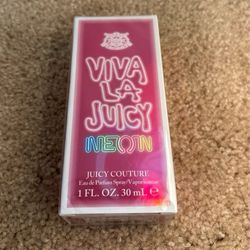 VIVA
LA
JUICY
NEON
JUICY COUTURE
Eau de Parfum Spray/Vaporisateur
1 FL. OZ. 30 mL e